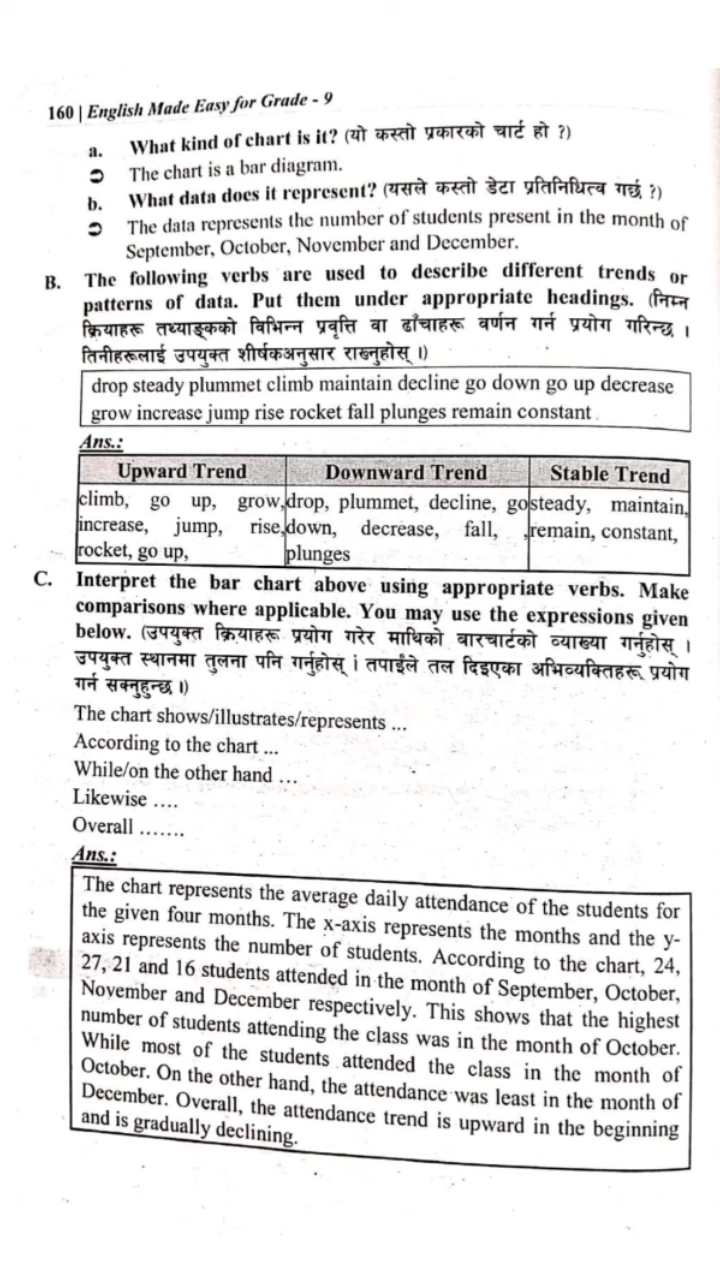 160 | English Made Easy for Grade - 9
a. What kind of chart is it? (यो कस्तो प्रकारको चार्ट हो ?)
➲ The chart is a bar diagram.
b. What data does it represent? (यसले कस्तो डेटा प्रतिनिधित्व गर्छ ?)
➲ The data represents the number of students present in the month of
September, October, November and December.
B. The following verbs are used to describe different trends or
patterns of data. Put them under appropriate headings. (निम्न
क्रियाहरू तथ्याङ्कको विभिन्न प्रवृत्ति वा ढाँचाहरू वर्णन गर्न प्रयोग गरिन्छ ।
तिनीहरूलाई उपयुक्त शीर्षकअनुसार राख्नुहोस् ।)
drop steady plummet climb maintain decline go down go up decrease
grow increase jump rise rocket fall plunges remain constant .
Ans.:
Upward Trend Downward Trend Stable Trend
climb, go up, grow, drop, plummet, decline, go steady, maintain,
increase, jump, rise, down, decrease, fall, , remain, constant,
rocket, go up, plunges
C. Interpret the bar chart above using appropriate verbs. Make
comparisons where applicable. You may use the expressions given
below. (उपयुक्त क्रियाहरू प्रयोग गरेर माथिको बारचार्टको व्याख्या गर्नुहोस् ।
उपयुक्त स्थानमा तुलना पनि गर्नुहोस् । तपाईंले तल दिइएका अभिव्यक्तिहरू प्रयोग
गर्न सक्नुहुन्छ ।)
The chart shows/illustrates/represents ...
According to the chart ...
While/on the other hand ...
Likewise ....
Overall .......
Ans.:
The chart represents the average daily attendance of the students for
the given four months. The x-axis represents the months and the y-
axis represents the number of students. According to the chart, 24,
27, 21 and 16 students attended in the month of September, October,
November and December respectively. This shows that the highest
number of students attending the class was in the month of October.
While most of the students attended the class in the month of
October. On the other hand, the attendance was least in the month of
December. Overall, the attendance trend is upward in the beginning
and is gradually declining.